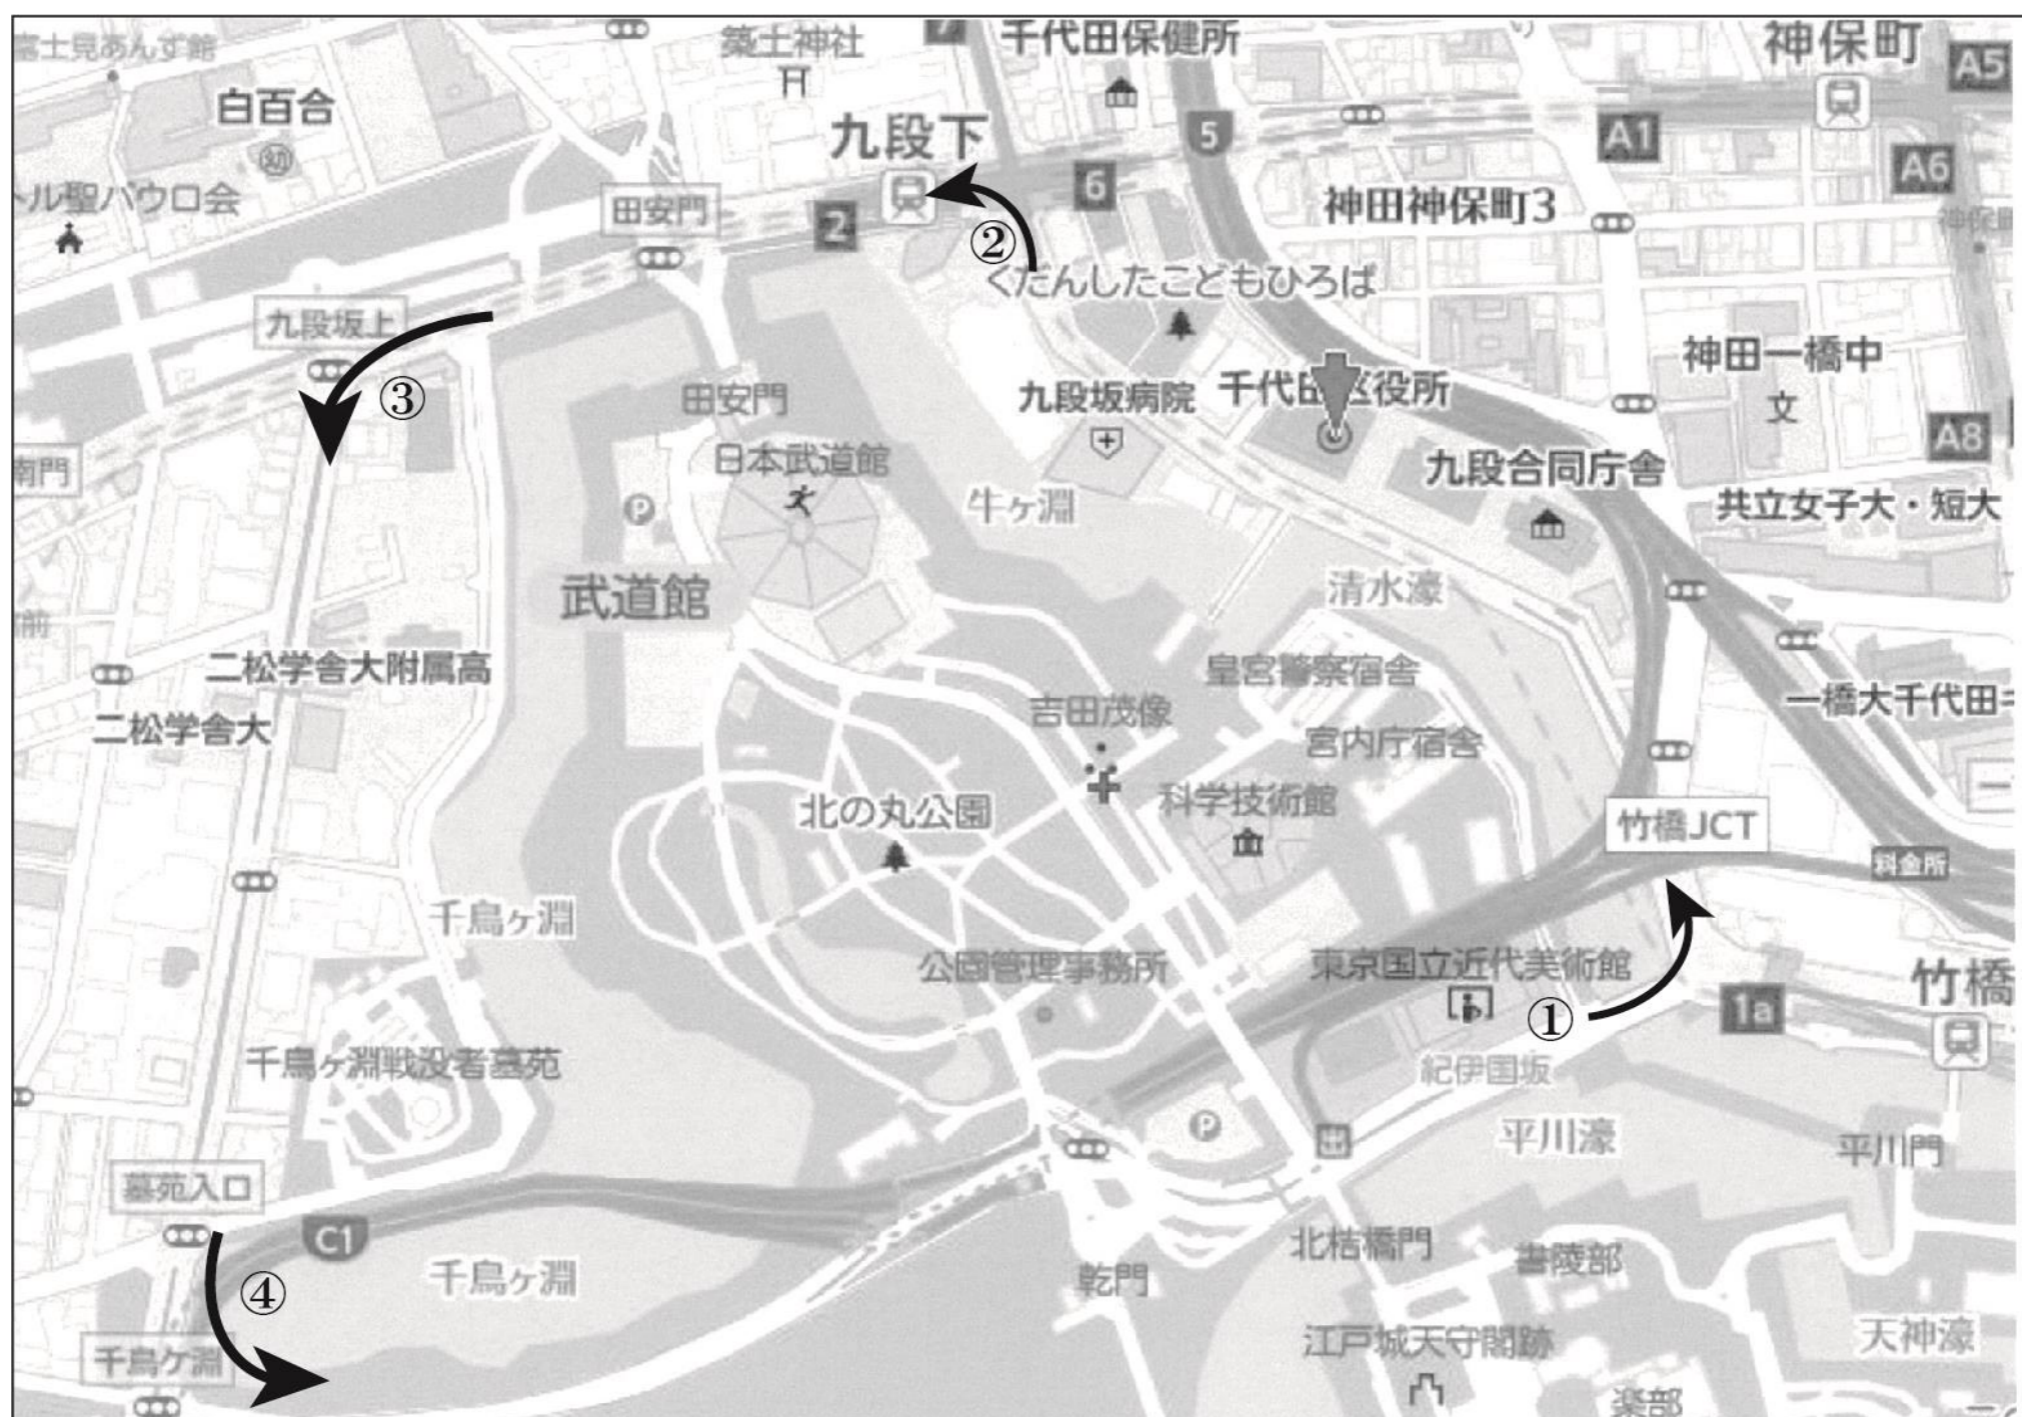 富士見あんず館
築土神社
7
千代田保健所
神保町
A5
白百合
幼
九段下
5
A1
A6
トル聖パウロ会
田安門
2
②
6
神田神保町3
くだんしたこどもひろば
九段坂上
③
南門
田安門
九段坂病院
千代田区役所
神田一橋中
文
A8
日本武道館
P
牛ヶ淵
九段合同庁舎
共立女子大・短大
武道館
清水濠
前
二松学舎大附属高
二松学舎大
吉田茂像
皇宮警察宿舎
宮内庁宿舎
一橋大千代田キ
北の丸公園
科学技術館
竹橋JCT
料金所
千鳥ヶ淵
公園管理事務所
東京国立近代美術館
①
1a
竹橋
千鳥ヶ淵戦没者墓苑
紀伊国坂
P
出
平川濠
平川門
墓苑入口
C1
④
千鳥ヶ淵
乾門
北桔橋門
書陵部
千鳥ケ淵
江戸城天守閣跡
天神濠
楽部